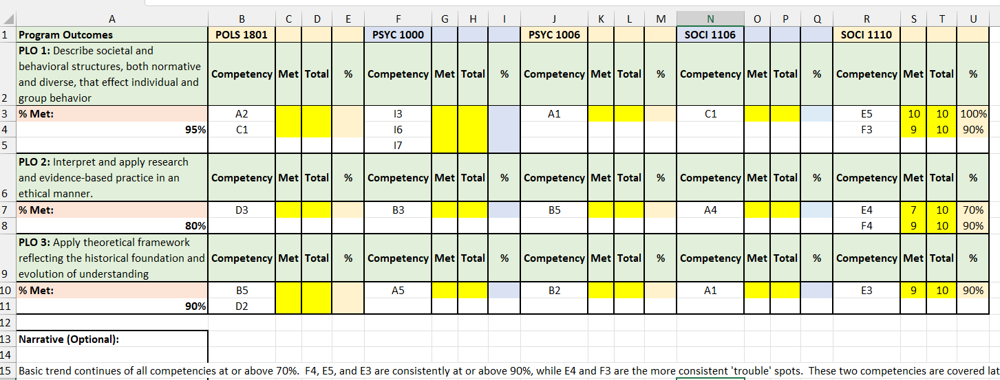 A B C D E F G H I J K L M N O P Q R S T U
1 Program Outcomes POLS 1801 PSYC 1000 PSYC 1006 SOCI 1106 SOCI 1110
PLO 1: Describe societal and
behavioral structures, both normative
and diverse, that effect individual and
2 group behavior
Competency Met Total % Competency Met Total % Competency Met Total % Competency Met Total % Competency Met Total %
3 % Met: A2 I3 A1 C1 E5 10 10 100%
4 95% C1 I6 F3 9 10 90%
5 I7
PLO 2: Interpret and apply research
and evidence-based practice in an
6 ethical manner.
Competency Met Total % Competency Met Total % Competency Met Total % Competency Met Total % Competency Met Total %
7 % Met: D3 B3 B5 A4 E4 7 10 70%
8 80% F4 9 10 90%
PLO 3: Apply theoretical framework
reflecting the historical foundation and
9 evolution of understanding
Competency Met Total % Competency Met Total % Competency Met Total % Competency Met Total % Competency Met Total %
10 % Met: B5 A5 B2 A1 E3 9 10 90%
11 90% D2
12
13 Narrative (Optional):
14
15 Basic trend continues of all competencies at or above 70%. F4, E5, and E3 are consistently at or above 90%, while E4 and F3 are the more consistent 'trouble' spots. These two competencies are covered lat